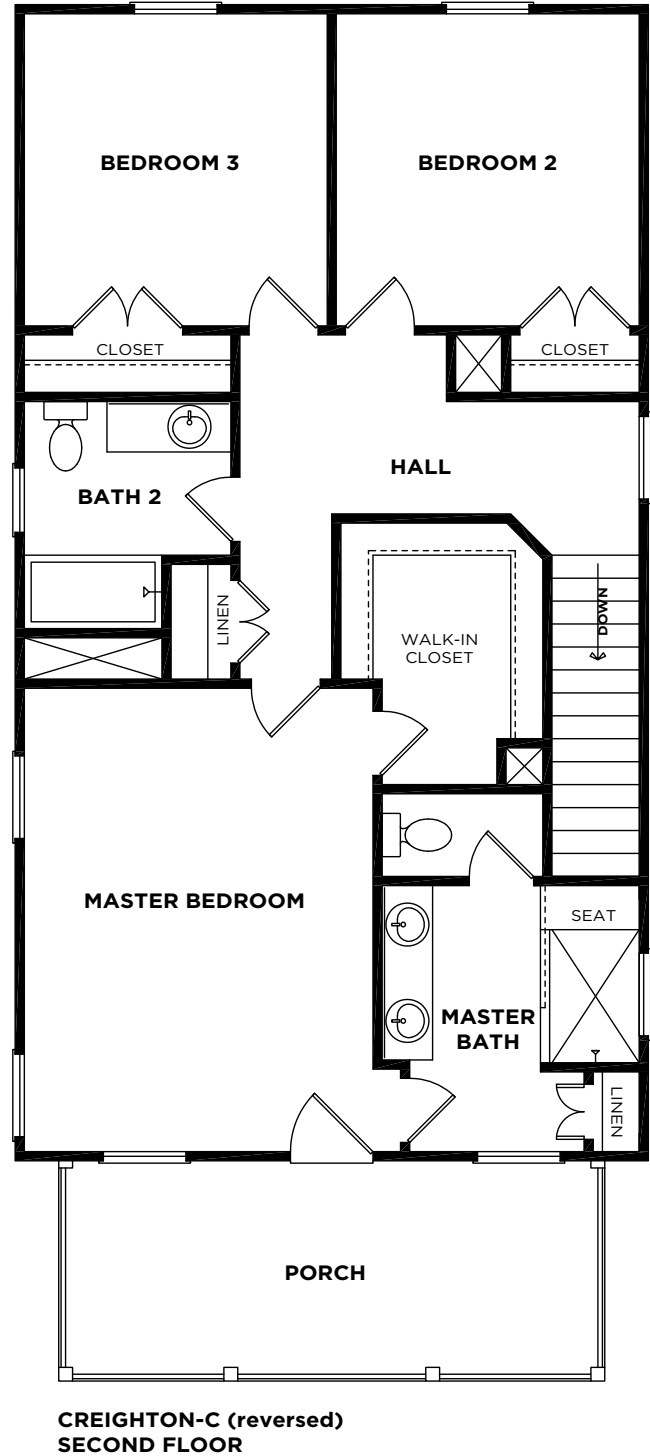 BEDROOM 3
BEDROOM 2
CLOSET
CLOSET
HALL
BATH 2
LINEN
DOWN
WALK-IN
CLOSET
MASTER BEDROOM
SEAT
MASTER
BATH
LINEN
PORCH
CREIGHTON-C (reversed)
SECOND FLOOR